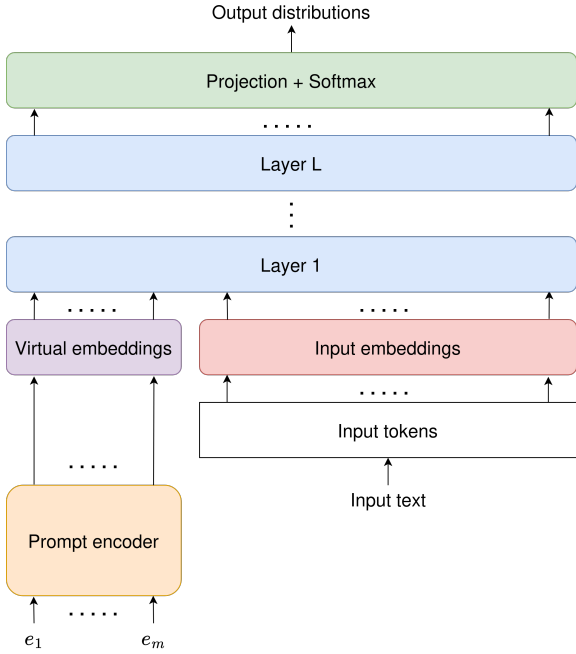 Output distributions
Projection + Softmax
.....
Layer L
...
Layer 1
..... .....
Virtual embeddings Input embeddings
.....
Input tokens
..... Input text
Prompt encoder
.....
e₁ eₘ